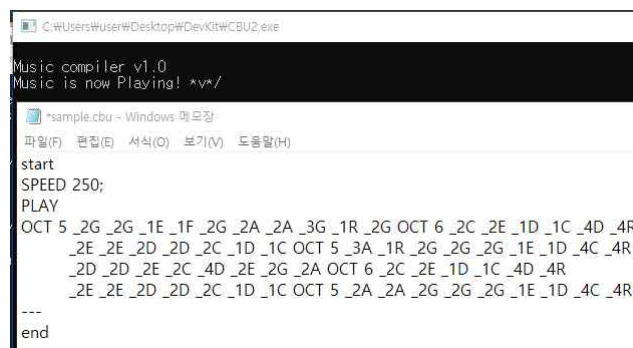 C:₩Users₩user₩Desktop₩DevKit₩CBU2.exe
Music compiler v1.0
Music is now Playing! *v*/
*sample.cbu - Windows 메모장
파일(F) 편집(E) 서식(O) 보기(V) 도움말(H)
start
SPEED 250;
PLAY
OCT 5 _2G _2G _1E _1F _2G _2A _2A _3G _1R _2G OCT 6 _2C _2E _1D _1C _4D _4R
_2E _2E _2D _2D _2C _1D _1C OCT 5 _3A _1R _2G _2G _2G _1E _1D _4C _4R
_2D _2D _2E _2C _4D _2E _2G _2A OCT 6 _2C _2E _1D _1C _4D _4R
_2E _2E _2D _2D _2C _1D _1C OCT 5 _2A _2A _2G _2G _2G _1E _1D _4C _4R
---
end